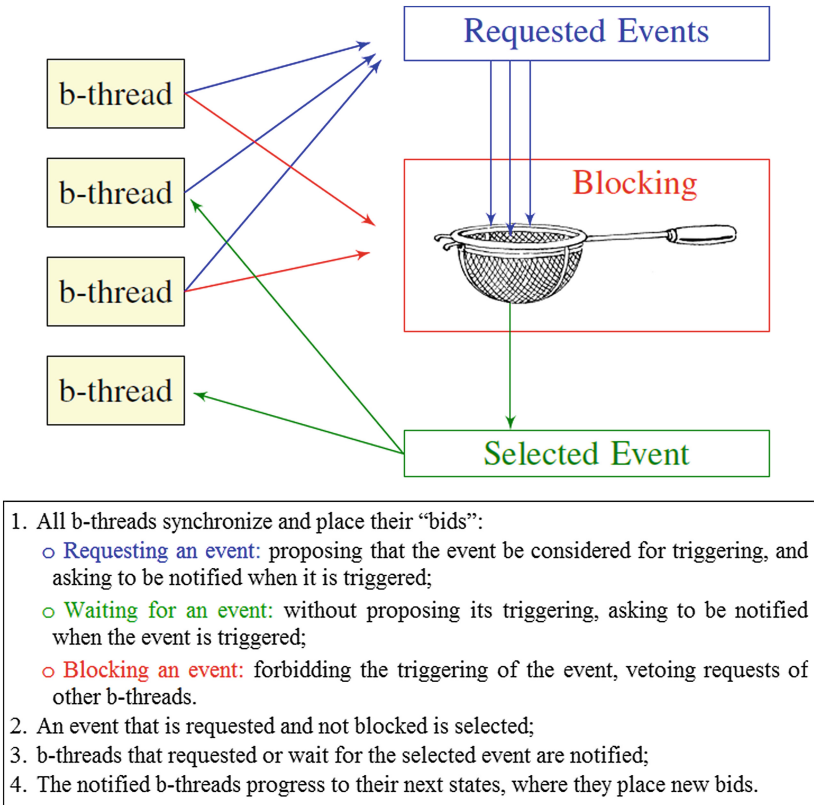 Requested Events
b-thread
b-thread
Blocking
b-thread
b-thread
Selected Event
1. All b-threads synchronize and place their “bids”:
o Requesting an event: proposing that the event be considered for triggering, and
asking to be notified when it is triggered;
o Waiting for an event: without proposing its triggering, asking to be notified
when the event is triggered;
o Blocking an event: forbidding the triggering of the event, vetoing requests of
other b-threads.
2. An event that is requested and not blocked is selected;
3. b-threads that requested or wait for the selected event are notified;
4. The notified b-threads progress to their next states, where they place new bids.